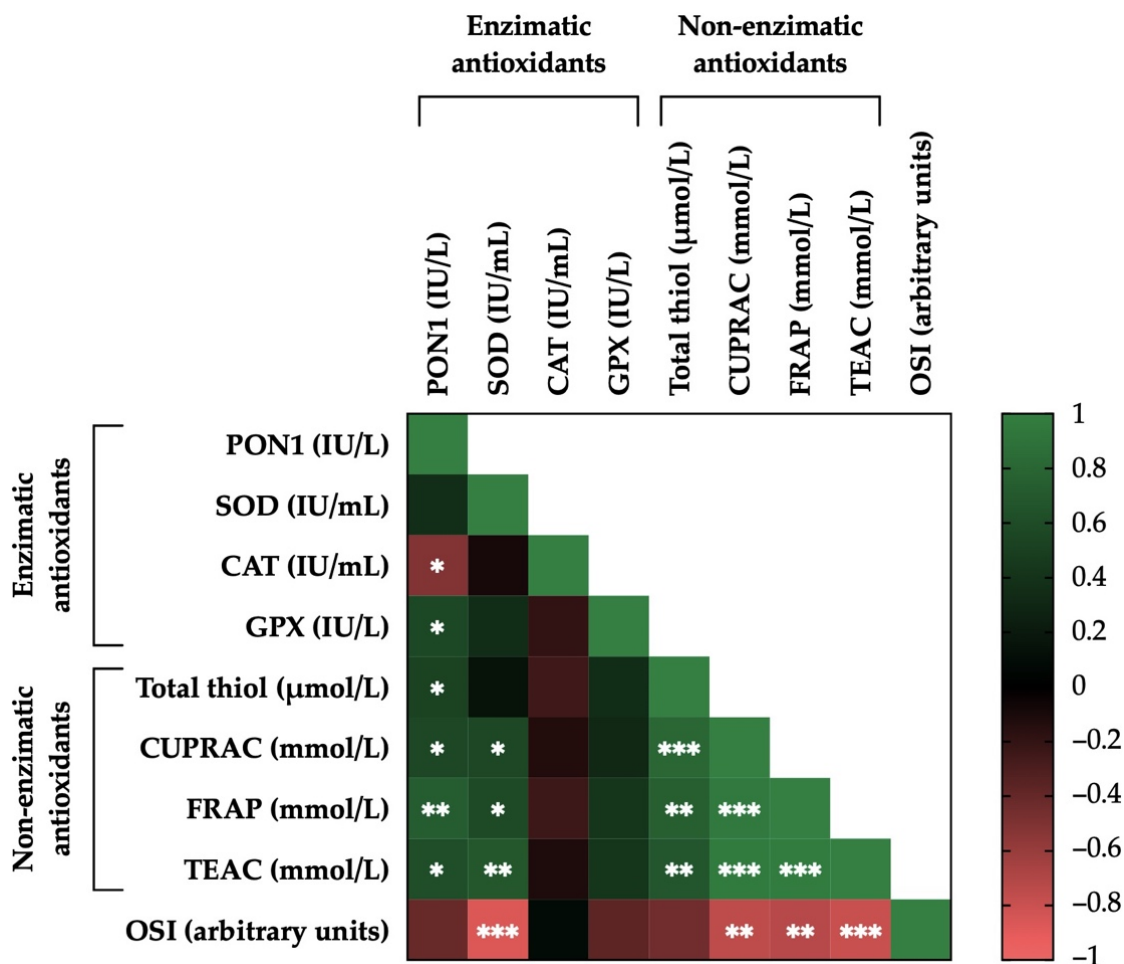 Enzimatic
antioxidants
Non-enzimatic
antioxidants
PON1 (IU/L)
SOD (IU/mL)
CAT (IU/mL)
GPX (IU/L)
Total thiol (μmol/L)
CUPRAC (mmol/L)
FRAP (mmol/L)
TEAC (mmol/L)
OSI (arbitrary units)
Enzimatic
antioxidants
Non-enzimatic
antioxidants
PON1 (IU/L)
SOD (IU/mL)
CAT (IU/mL) *
GPX (IU/L) *
Total thiol (μmol/L) *
CUPRAC (mmol/L) * * ***
FRAP (mmol/L) ** * ** ***
TEAC (mmol/L) * ** ** *** ***
OSI (arbitrary units) *** ** ** ***
1
0.8
0.6
0.4
0.2
0
−0.2
−0.4
−0.6
−0.8
−1